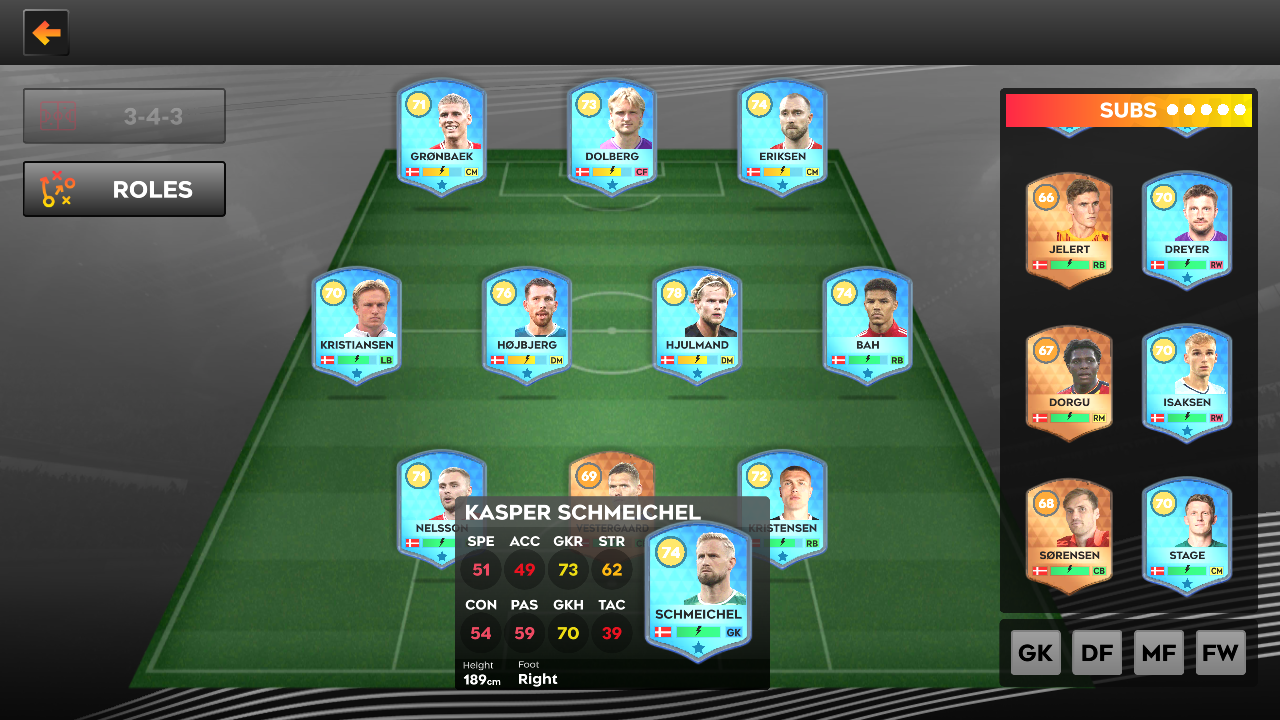 3-4-3
ROLES
71
GRØNBAEK
CM
73
DOLBERG
CF
74
ERIKSEN
CM
70
KRISTIANSEN
LB
76
HØJBJERG
DM
78
HJULMAND
DM
74
BAH
RB
71
NELSSON
69
VESTERGAARD
72
KRISTENSEN
RB
KASPER SCHMEICHEL
SPE ACC GKR STR
51 49 73 62
CON PAS GKH TAC
54 59 70 39
Height Foot
189cm Right
74
SCHMEICHEL
GK
SUBS
66
JELERT
RB
70
DREYER
RW
67
DORGU
RM
70
ISAKSEN
RW
68
SØRENSEN
CB
70
STAGE
CM
GK DF MF FW